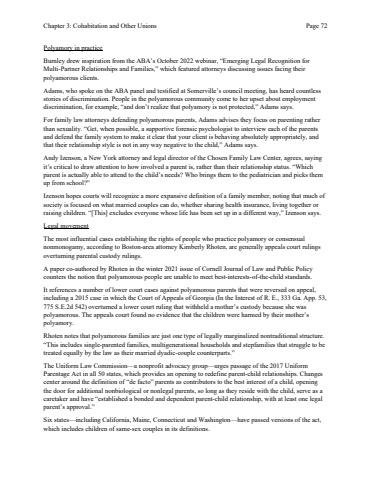 Chapter 3: Cohabitation and Other Unions Page 72
Polyamory in practice
Burnley drew inspiration from the ABA's October 2022 webinar, "Emerging Legal Recognition for
Multi-Partner Relationships and Families," which featured attorneys discussing issues facing their
polyamorous clients.
Adams, who spoke on the ABA panel and testified at Somerville's council meeting, has heard countless
stories of discrimination. People in the polyamorous community come to her upset about employment
discrimination, for example, "and don't realize that polyamory is not protected," Adams says.
For family law attorneys defending polyamorous parents, Adams advises they focus on parenting rather
than sexuality. "Get, when possible, a supportive forensic psychologist to interview each of the parents
and defend the family system to make it clear that your client is behaving absolutely appropriately, and
that their relationship style is not in any way negative to the child," Adams says.
Andy Izenson, a New York attorney and legal director of the Chosen Family Law Center, agrees, saying
it's critical to draw attention to how involved a parent is, rather than their relationship status. "Which
parent is actually able to attend to the child's needs? Who brings them to the pediatrician and picks them
up from school?"
Izenson hopes courts will recognize a more expansive definition of a family member, noting that much of
society is focused on what married couples can do, whether sharing health insurance, living together or
raising children. "[This] excludes everyone whose life has been set up in a different way," Izenson says.
Legal movement
The most influential cases establishing the rights of people who practice polyamory or consensual
nonmonogamy, according to Boston-area attorney Kimberly Rhoten, are generally appeals court rulings
overturning parental custody rulings.
A paper co-authored by Rhoten in the winter 2021 issue of Cornell Journal of Law and Public Policy
counters the notion that polyamorous people are unable to meet best-interests-of-the-child standards.
It references a number of lower court cases against polyamorous parents that were reversed on appeal,
including a 2015 case in which the Court of Appeals of Georgia (In the Interest of R. E., 333 Ga. App. 53,
775 S.E.2d 542) overturned a lower court ruling that withheld a mother's custody because she was
polyamorous. The appeals court found no evidence that the children were harmed by their mother's
polyamory.
Rhoten notes that polyamorous families are just one type of legally marginalized nontraditional structure.
"This includes single-parented families, multigenerational households and stepfamilies that struggle to be
treated equally by the law as their married dyadic-couple counterparts."
The Uniform Law Commission—a nonprofit advocacy group—urges passage of the 2017 Uniform
Parentage Act in all 50 states, which provides an opening to redefine parent-child relationships. Changes
center around the definition of "de facto" parents as contributors to the best interest of a child, opening
the door for additional nonbiological or nonlegal parents, so long as they reside with the child, serve as a
caretaker and have "established a bonded and dependent parent-child relationship, with at least one legal
parent's approval."
Six states—including California, Maine, Connecticut and Washington—have passed versions of the act,
which includes children of same-sex couples in its definitions.